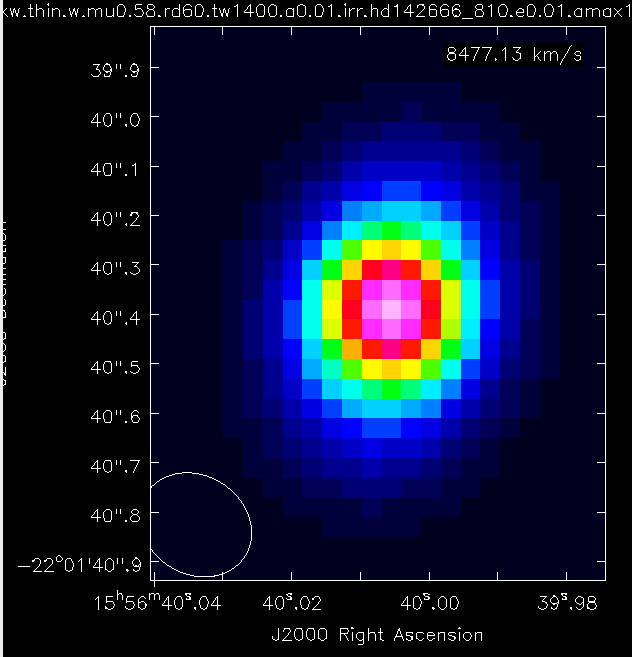 kw.thin.w.mu0.58.rd60.tw1400.a0.01.irr.hd142666_810.e0.01.amax1
8477.13 km/s
39".9
40".0
40".1
40".2
40".3
40".4
40".5
40".6
40".7
40".8
−22°01'40".9
15ʰ56ᵐ40ˢ.04 40ˢ.02 40ˢ.00 39ˢ.98
J2000 Right Ascension